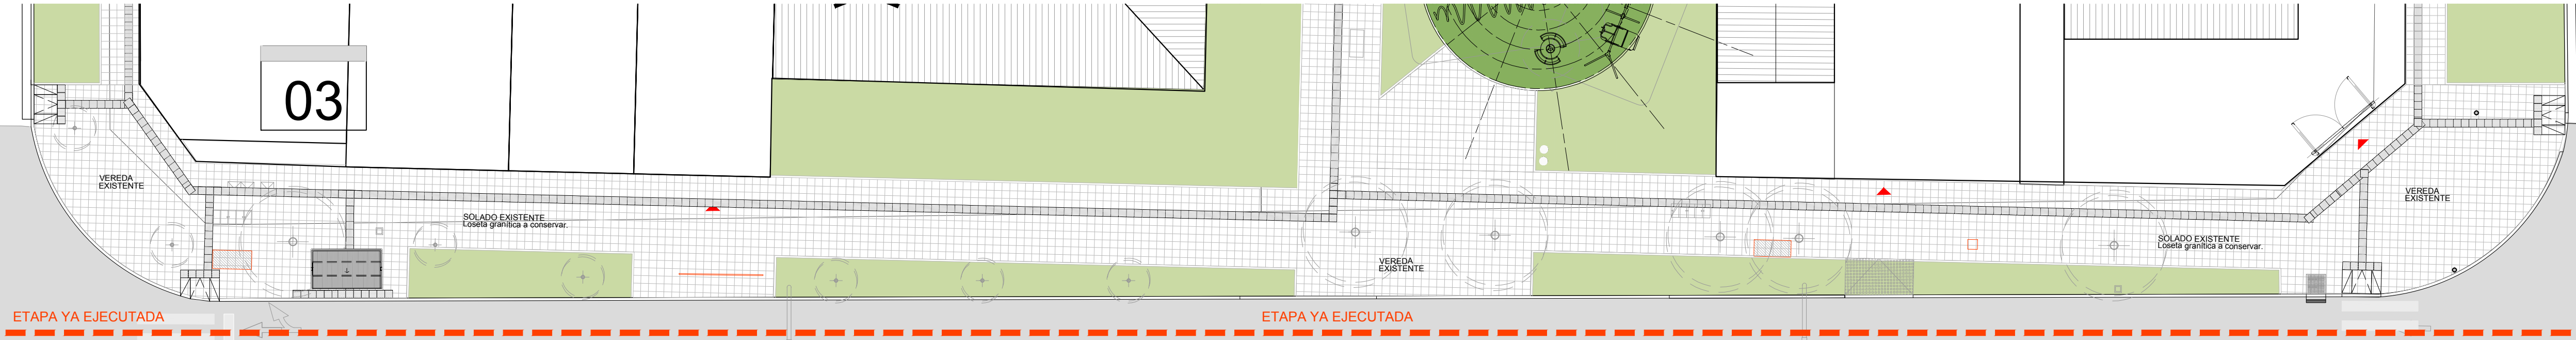 03
VEREDA
EXISTENTE
SOLADO EXISTENTE
Loseta granítica a conservar.
VEREDA
EXISTENTE
SOLADO EXISTENTE
Loseta granítica a conservar.
VEREDA
EXISTENTE
ETAPA YA EJECUTADA
ETAPA YA EJECUTADA